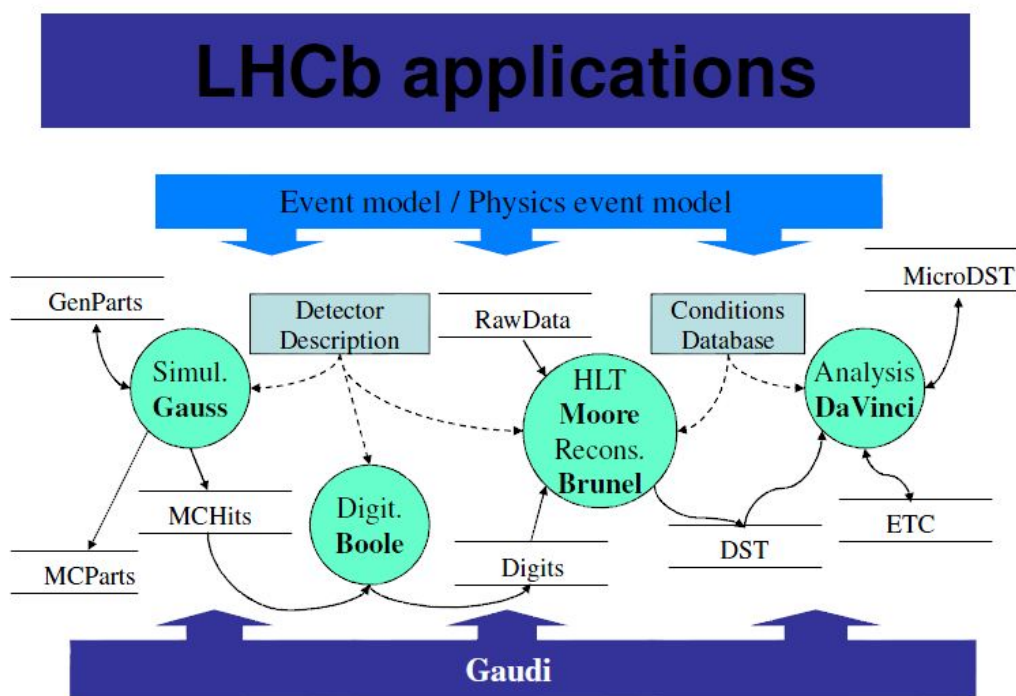 LHCb applications
Event model / Physics event model
GenParts
Detector
Description
RawData
Conditions
Database
MicroDST
Simul.
Gauss
HLT
Moore
Recons.
Brunel
Analysis
DaVinci
MCHits
Digit.
Boole
MCParts
Digits
DST
ETC
Gaudi